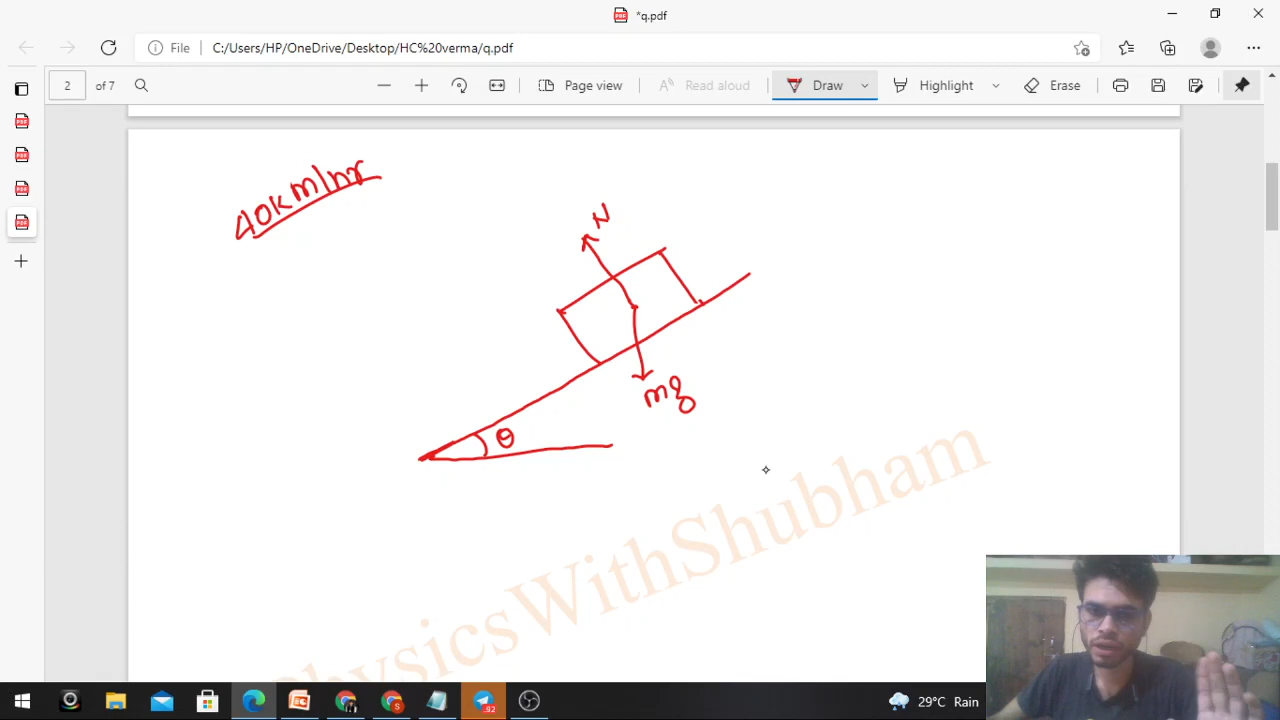 *q.pdf
File C:/Users/HP/OneDrive/Desktop/HC%20verma/q.pdf
2 of 7 Page view Read aloud Draw Highlight Erase
40km/hr
N
mg
θ
PhysicsWithShubham
92
29°C Rain